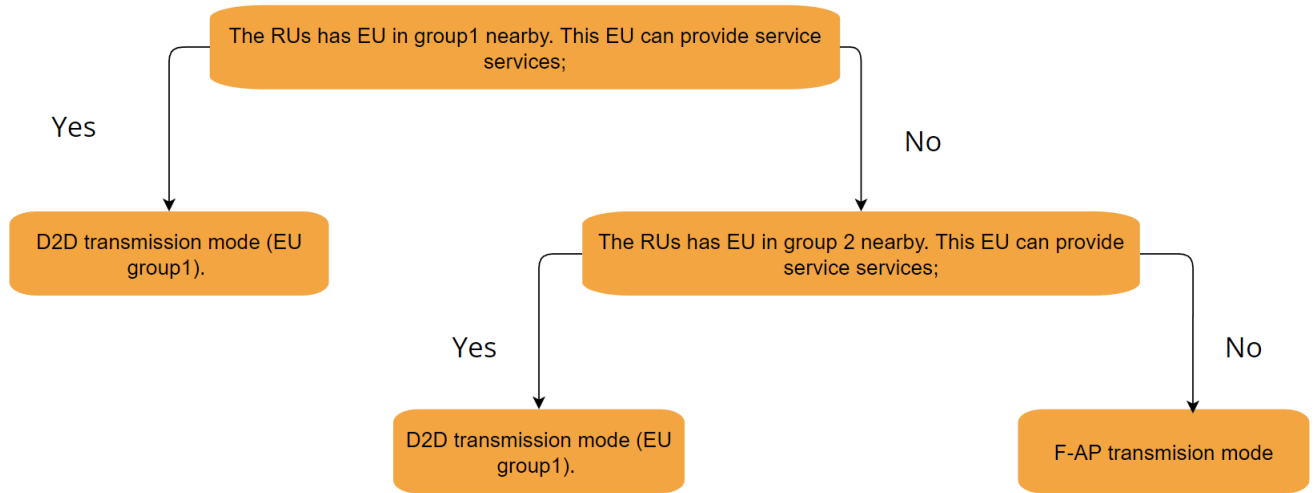 The RUs has EU in group1 nearby. This EU can provide service
services;
Yes
No
D2D transmission mode (EU
group1).
The RUs has EU in group 2 nearby. This EU can provide
service services;
Yes
No
D2D transmission mode (EU
group1).
F-AP transmision mode